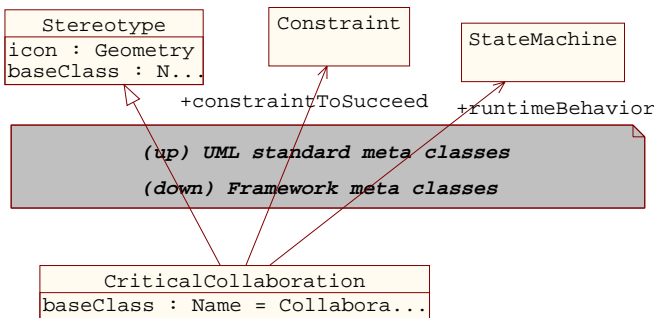 Stereotype
icon : Geometry
baseClass : N...
Constraint
StateMachine
+constraintToSucceed
+runtimeBehavior
(up) UML standard meta classes
(down) Framework meta classes
CriticalCollaboration
baseClass : Name = Collabora...